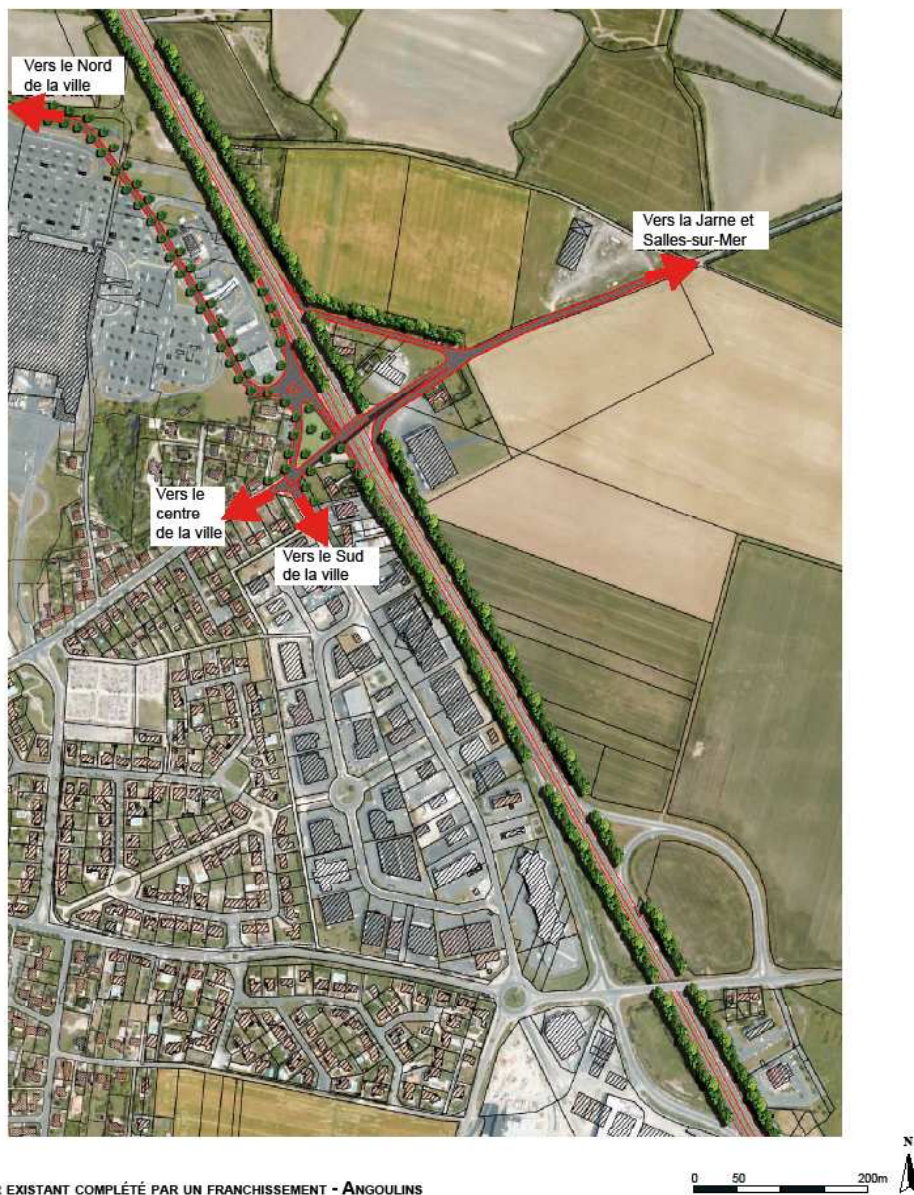 Vers le Nord
de la ville
Vers la Jarne et
Salles-sur-Mer
Vers le
centre
de la ville
Vers le Sud
de la ville
N
EXISTANT COMPLÉTÉ PAR UN FRANCHISSEMENT - ANGOULINS
0 50 200m